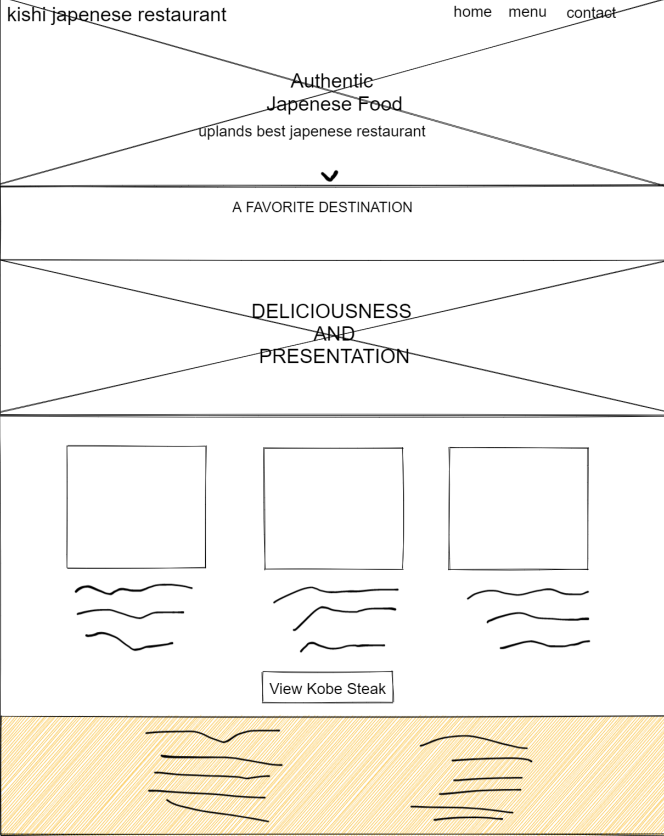 kishi japenese restaurant
home menu contact
Authentic
Japenese Food
uplands best japenese restaurant
A FAVORITE DESTINATION
DELICIOUSNESS
AND
PRESENTATION
View Kobe Steak